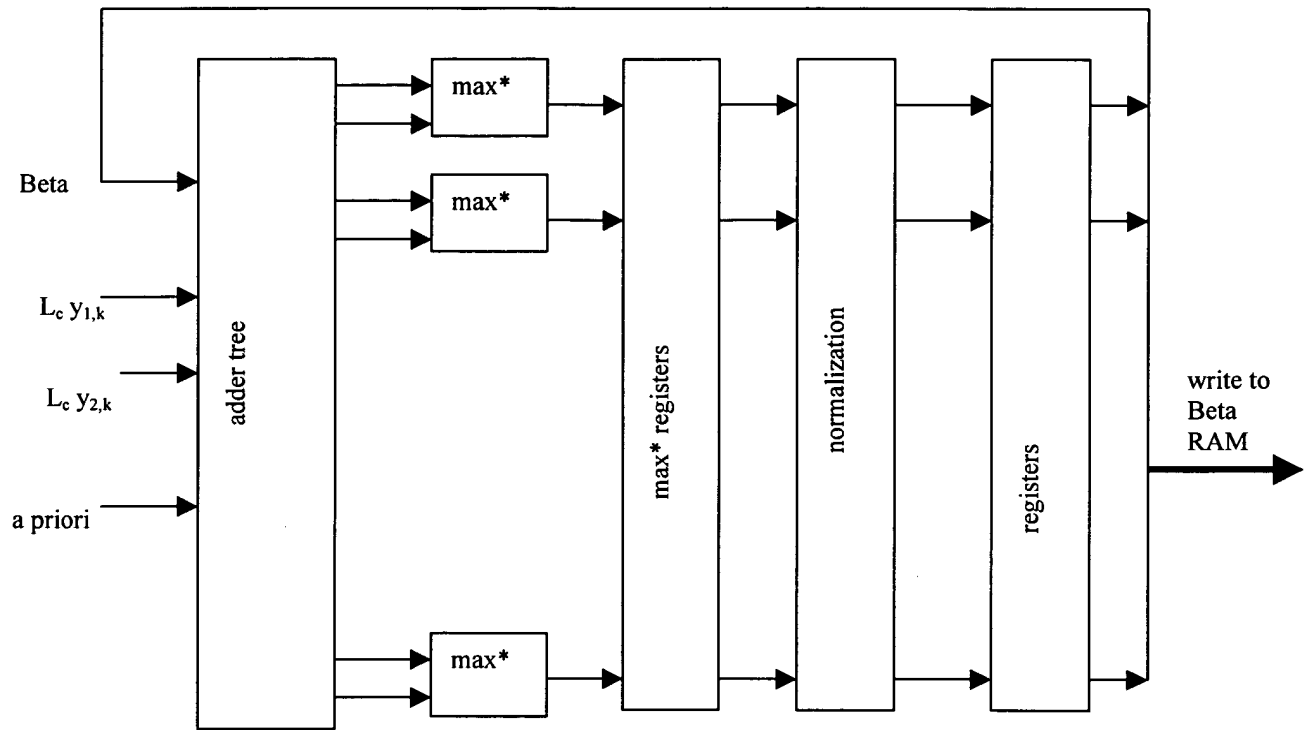 max*
max*
Beta
L_c y_1,k
L_c y_2,k
a priori
adder tree
max*
max* registers
normalization
registers
write to
Beta
RAM